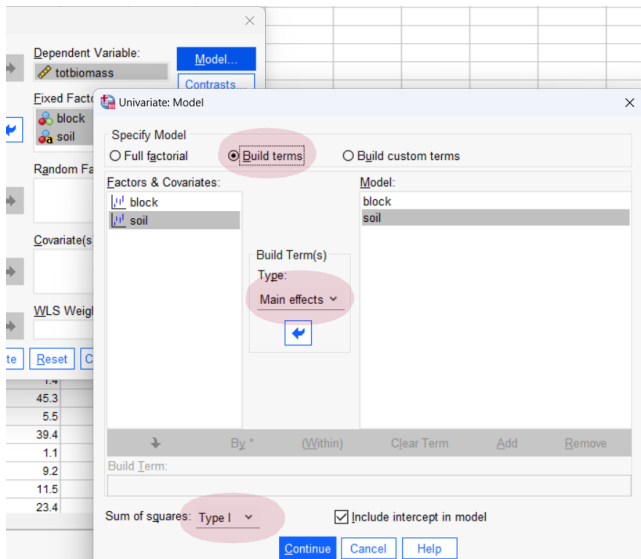 Dependent Variable:
totbiomass
Model...
Contrasts...
Fixed Facto
block
soil
Random Fa
Covariate(s
WLS Weigl
te
Reset
C
1.4
45.3
5.5
39.4
1.1
9.2
11.5
23.4
Univariate: Model
Specify Model
Full factorial Build terms Build custom terms
Factors & Covariates:
block
soil
Build Term(s)
Type:
Main effects
Model:
block
soil
By * (Within) Clear Term Add Remove
Build Term:
Sum of squares: Type I Include intercept in model
Continue Cancel Help